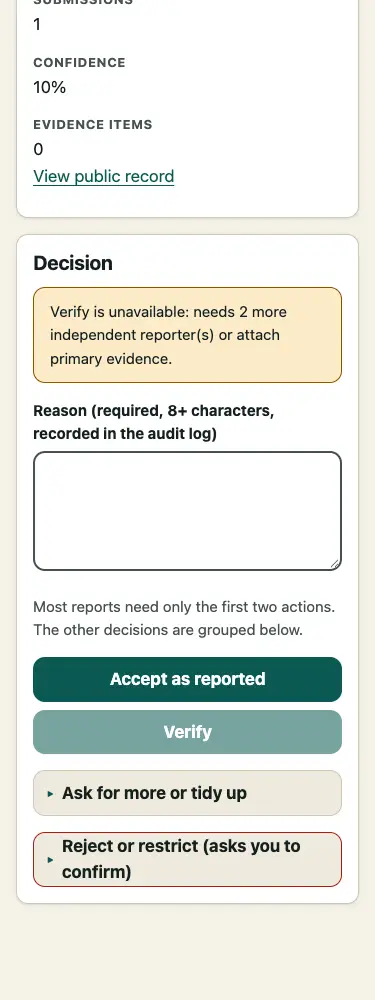 SUBMISSIONS
1
CONFIDENCE
10%
EVIDENCE ITEMS
0
View public record
Decision
Verify is unavailable: needs 2 more
independent reporter(s) or attach
primary evidence.
Reason (required, 8+ characters,
recorded in the audit log)
Most reports need only the first two actions.
The other decisions are grouped below.
Accept as reported
Verify
Ask for more or tidy up
Reject or restrict (asks you to
confirm)